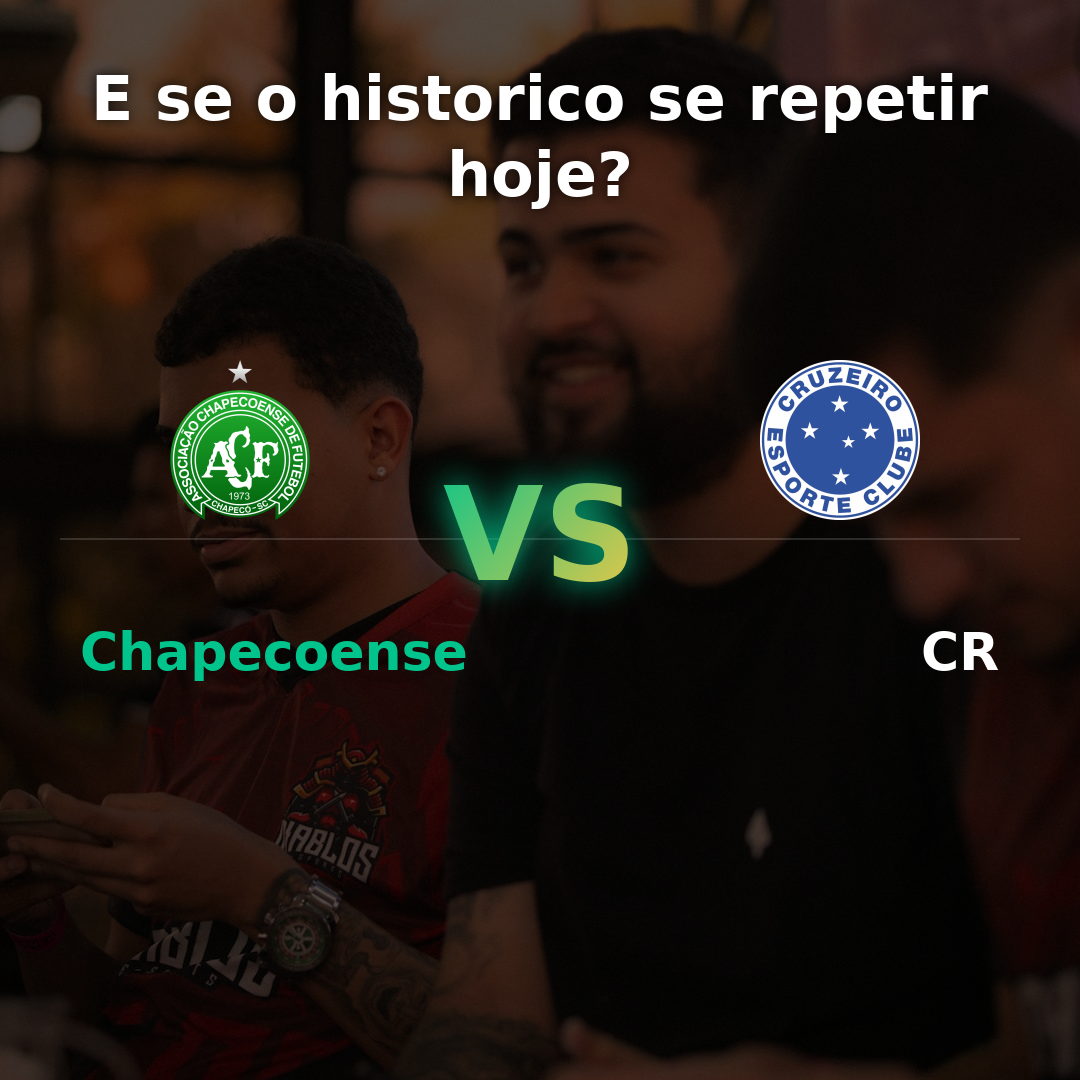 E se o historico se repetir
hoje?
ASSOCIAÇÃO CHAPECOENSE DE FUTEBOL
ACF
1973
CHAPECÓ-SC
CRUZEIRO
ESPORTE CLUBE
VS
Chapecoense
CR
DIABLOS